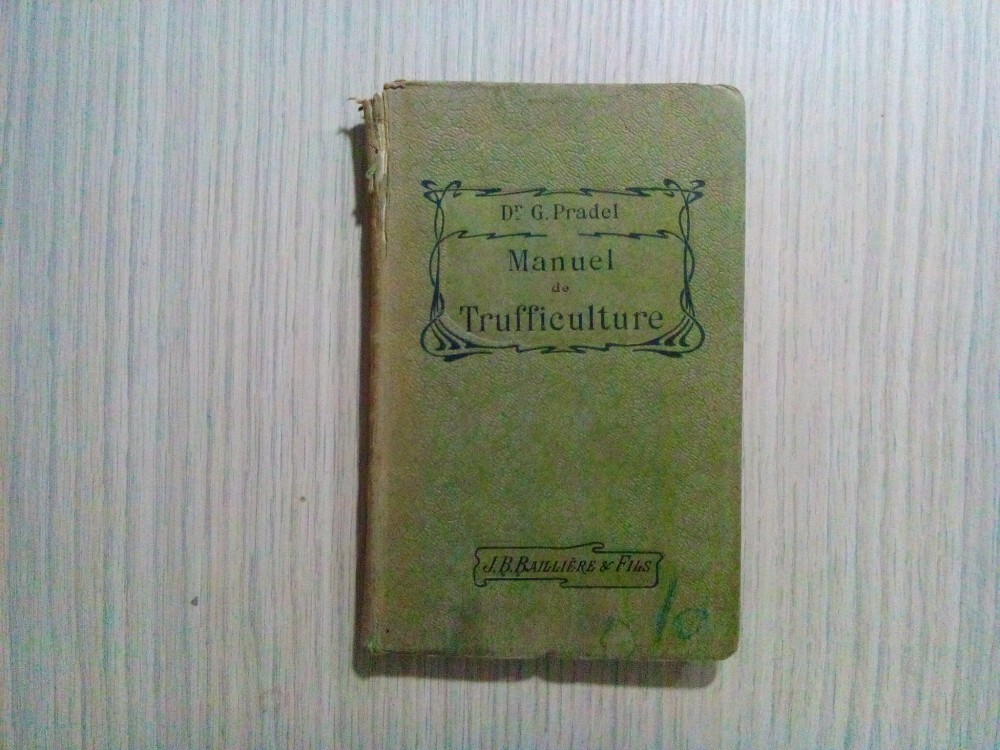 Dr G. Pradel
Manuel
de
Trufficulture
J. B. BAILLIÈRE & FILS